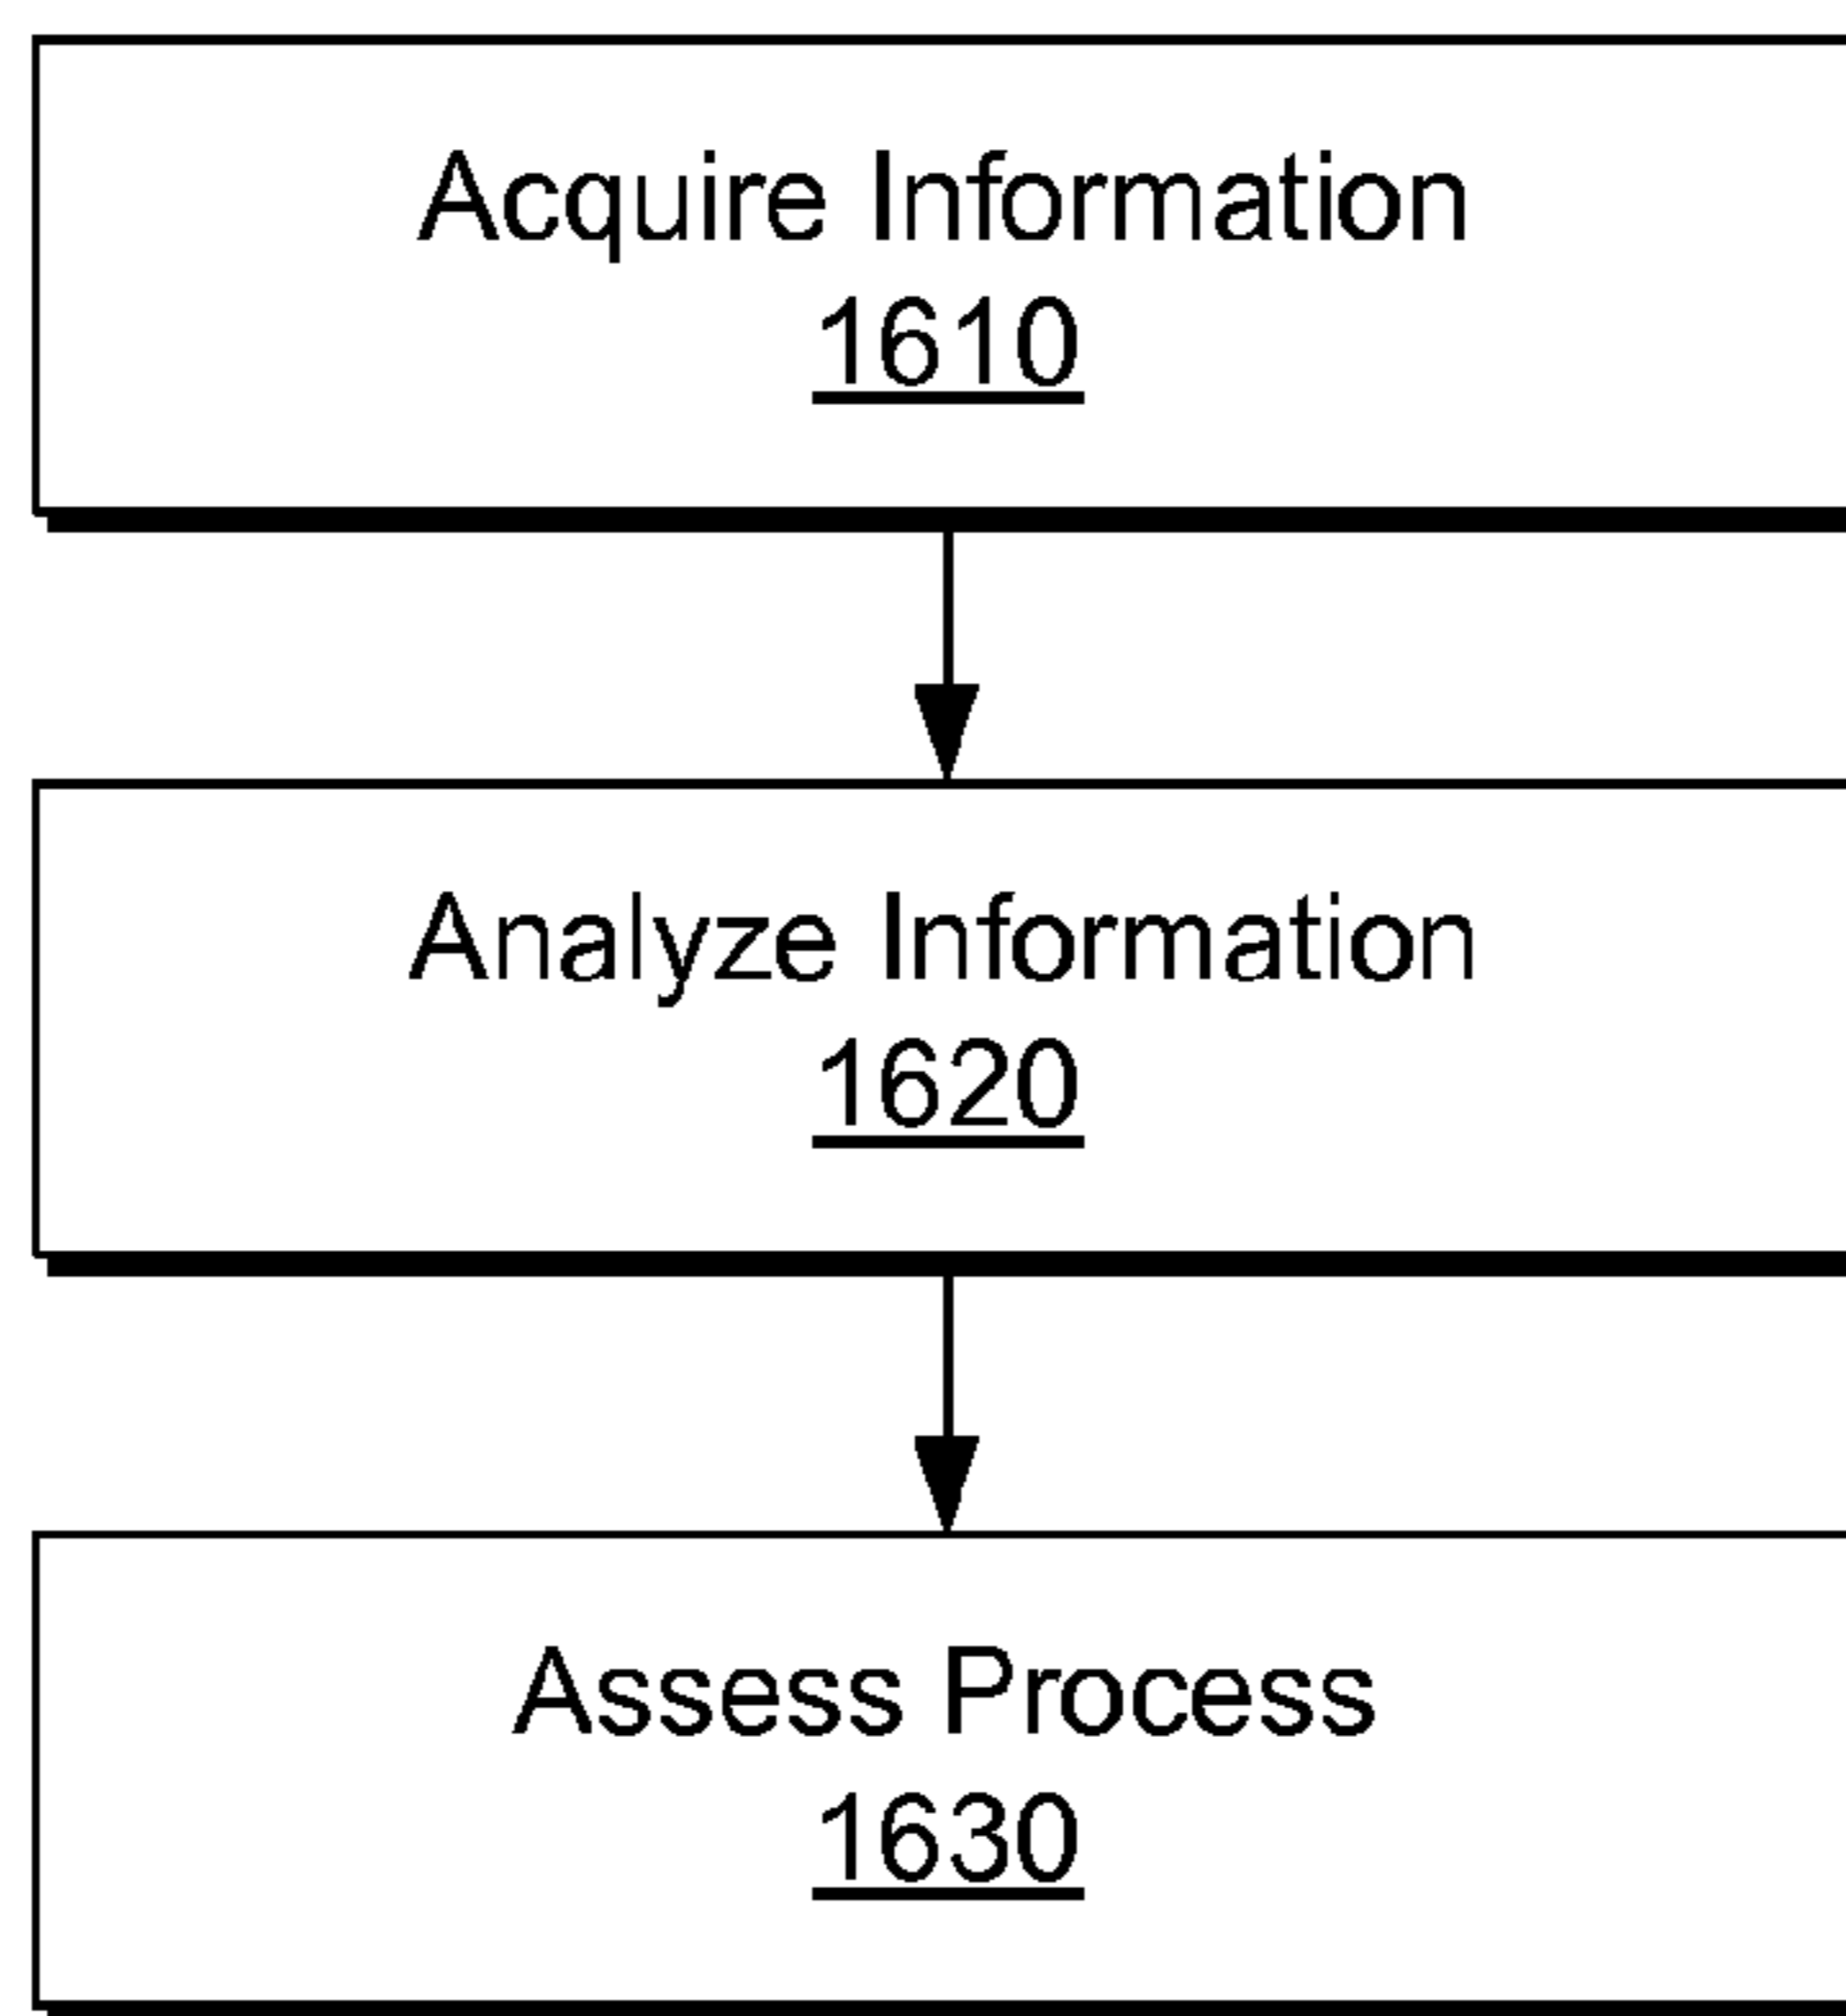 Acquire Information
1610
Analyze Information
1620
Assess Process
1630